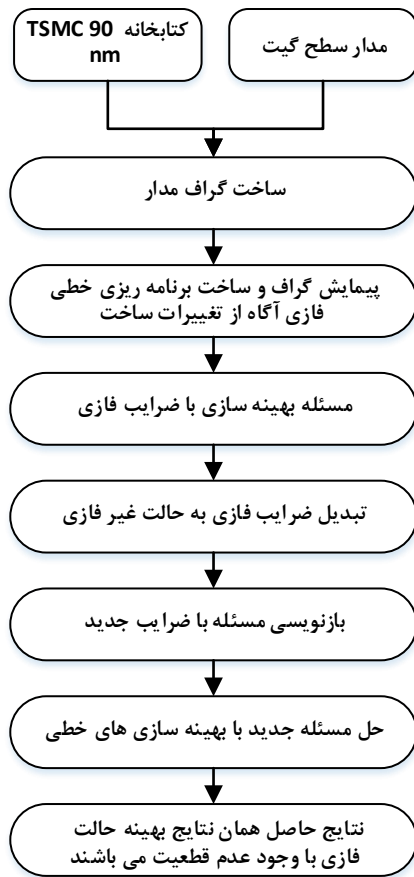 مدار سطح گیت
کتابخانه TSMC 90
nm
ساخت گراف مدار
پیمایش گراف و ساخت برنامه ریزی خطی
فازی آگاه از تغییرات ساخت
مسئله بهینه سازی با ضرایب فازی
تبدیل ضرایب فازی به حالت غیر فازی
بازنویسی مسئله با ضرایب جدید
حل مسئله جدید با بهینه سازی های خطی
نتایج حاصل همان نتایج بهینه حالت
فازی با وجود عدم قطعیت می باشند